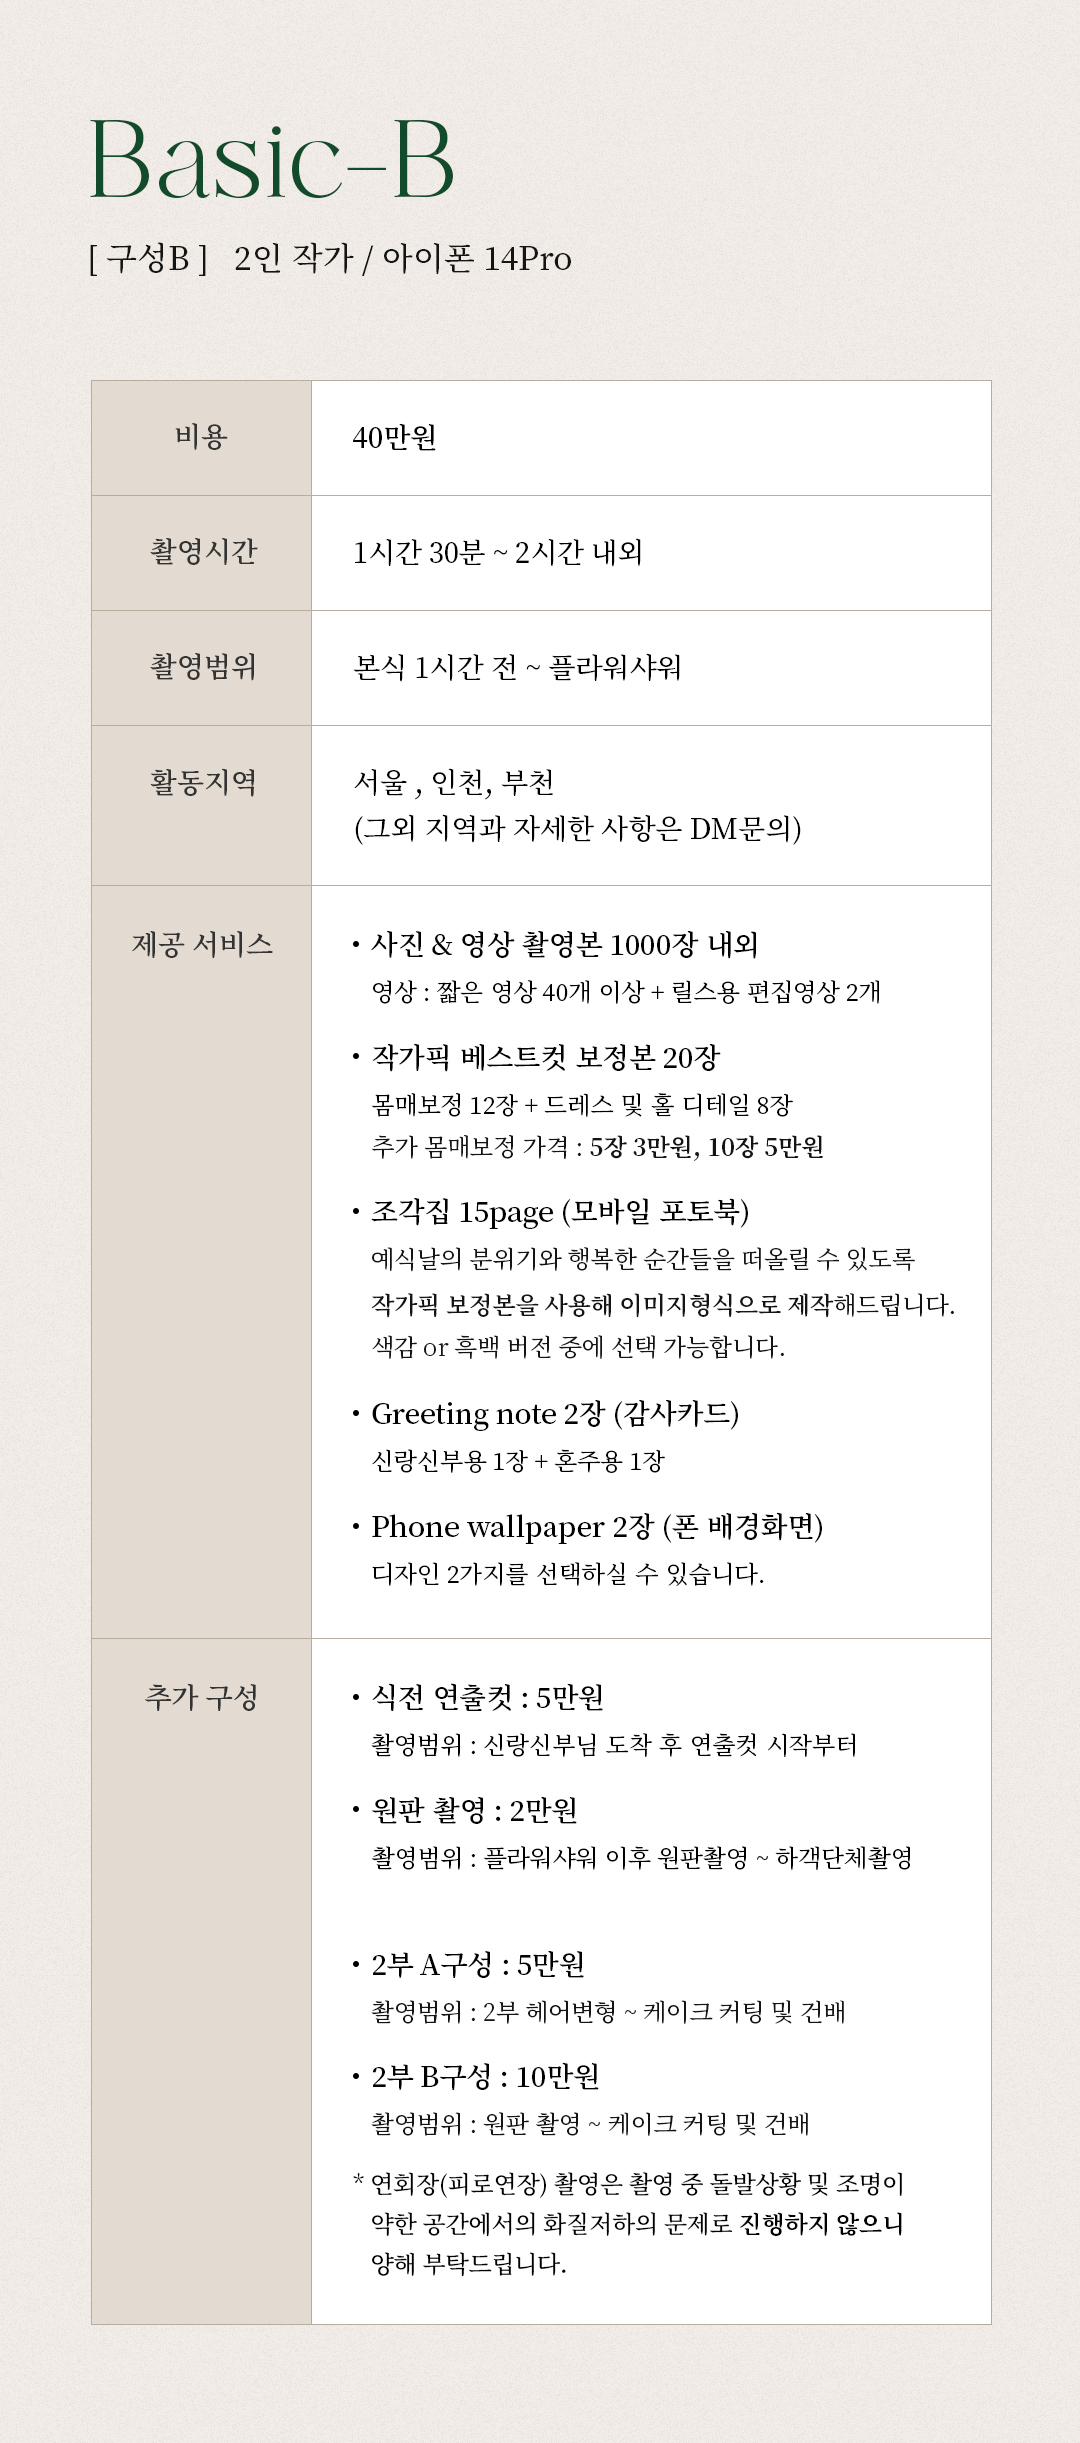 Basic-B
[ 구성B ] 2인 작가 / 아이폰 14Pro
비용
40만원
촬영시간
1시간 30분 ~ 2시간 내외
촬영범위
본식 1시간 전 ~ 플라워샤워
활동지역
서울 , 인천, 부천
(그외 지역과 자세한 사항은 DM문의)
제공 서비스
• 사진 & 영상 촬영본 1000장 내외
영상 : 짧은 영상 40개 이상 + 릴스용 편집영상 2개
• 작가픽 베스트컷 보정본 20장
몸매보정 12장 + 드레스 및 홀 디테일 8장
추가 몸매보정 가격 : 5장 3만원, 10장 5만원
• 조각집 15page (모바일 포토북)
예식날의 분위기와 행복한 순간들을 떠올릴 수 있도록
작가픽 보정본을 사용해 이미지형식으로 제작해드립니다.
색감 or 흑백 버전 중에 선택 가능합니다.
• Greeting note 2장 (감사카드)
신랑신부용 1장 + 혼주용 1장
• Phone wallpaper 2장 (폰 배경화면)
디자인 2가지를 선택하실 수 있습니다.
추가 구성
• 식전 연출컷 : 5만원
촬영범위 : 신랑신부님 도착 후 연출컷 시작부터
• 원판 촬영 : 2만원
촬영범위 : 플라워샤워 이후 원판촬영 ~ 하객단체촬영
• 2부 A구성 : 5만원
촬영범위 : 2부 헤어변형 ~ 케이크 커팅 및 건배
• 2부 B구성 : 10만원
촬영범위 : 원판 촬영 ~ 케이크 커팅 및 건배
* 연회장(피로연장) 촬영은 촬영 중 돌발상황 및 조명이
약한 공간에서의 화질저하의 문제로 진행하지 않으니
양해 부탁드립니다.